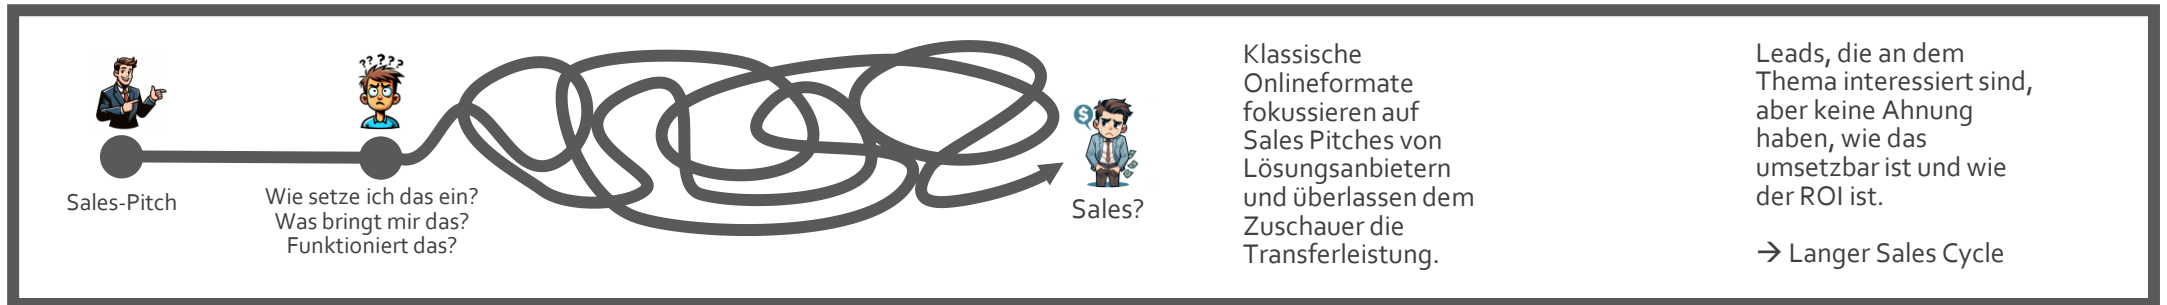 Sales-Pitch
?????
Wie setze ich das ein?
Was bringt mir das?
Funktioniert das?
$
Sales?
Klassische
Onlineformate
fokussieren auf
Sales Pitches von
Lösungsanbietern
und überlassen dem
Zuschauer die
Transferleistung.
Leads, die an dem
Thema interessiert sind,
aber keine Ahnung
haben, wie das
umsetzbar ist und wie
der ROI ist.
→ Langer Sales Cycle